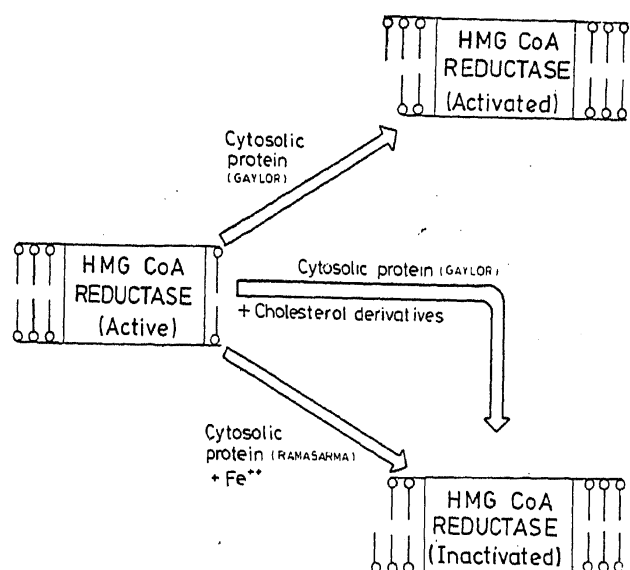 HMG CoA
REDUCTASE
(Activated)
Cytosolic
protein
(GAYLOR)
HMG CoA
REDUCTASE
(Active)
Cytosolic protein (GAYLOR)
+ Cholesterol derivatives
Cytosolic
protein (RAMASARMA)
+ Fe⁺⁺
HMG CoA
REDUCTASE
(Inactivated)